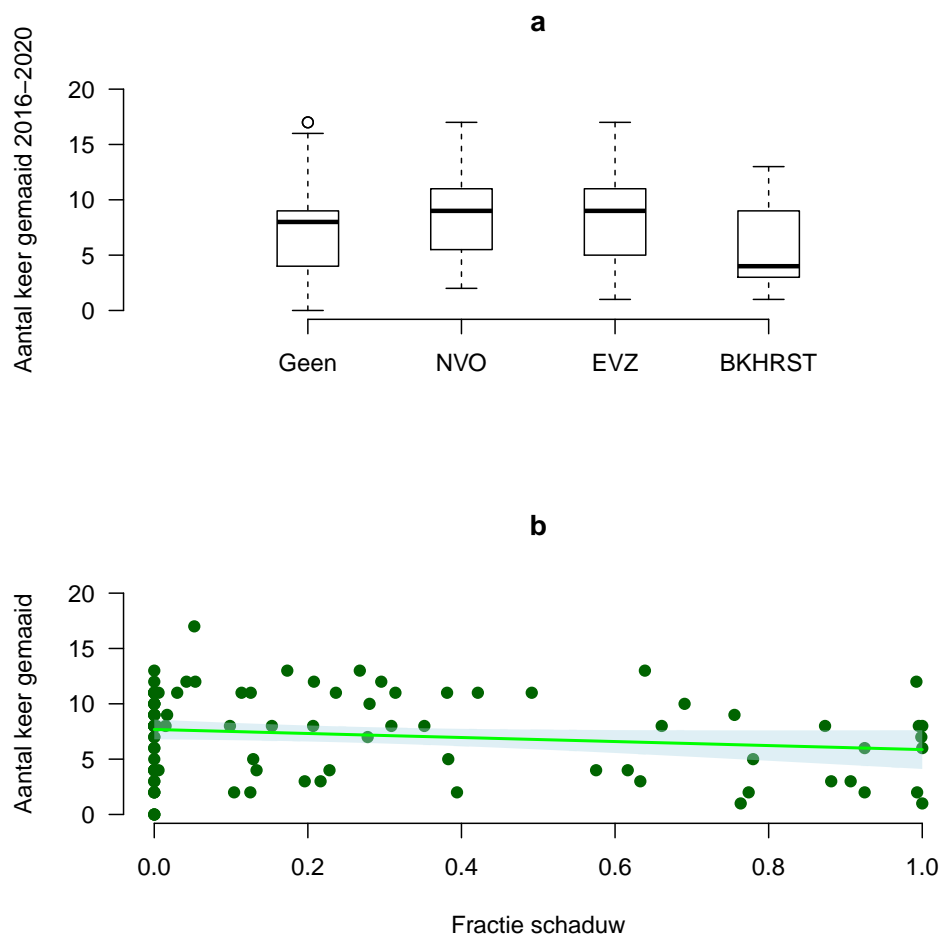 a
Aantal keer gemaaid 2016–2020
20
15
10
5
0
Geen NVO EVZ BKHRST
b
Aantal keer gemaaid
20
15
10
5
0
0.0 0.2 0.4 0.6 0.8 1.0
Fractie schaduw